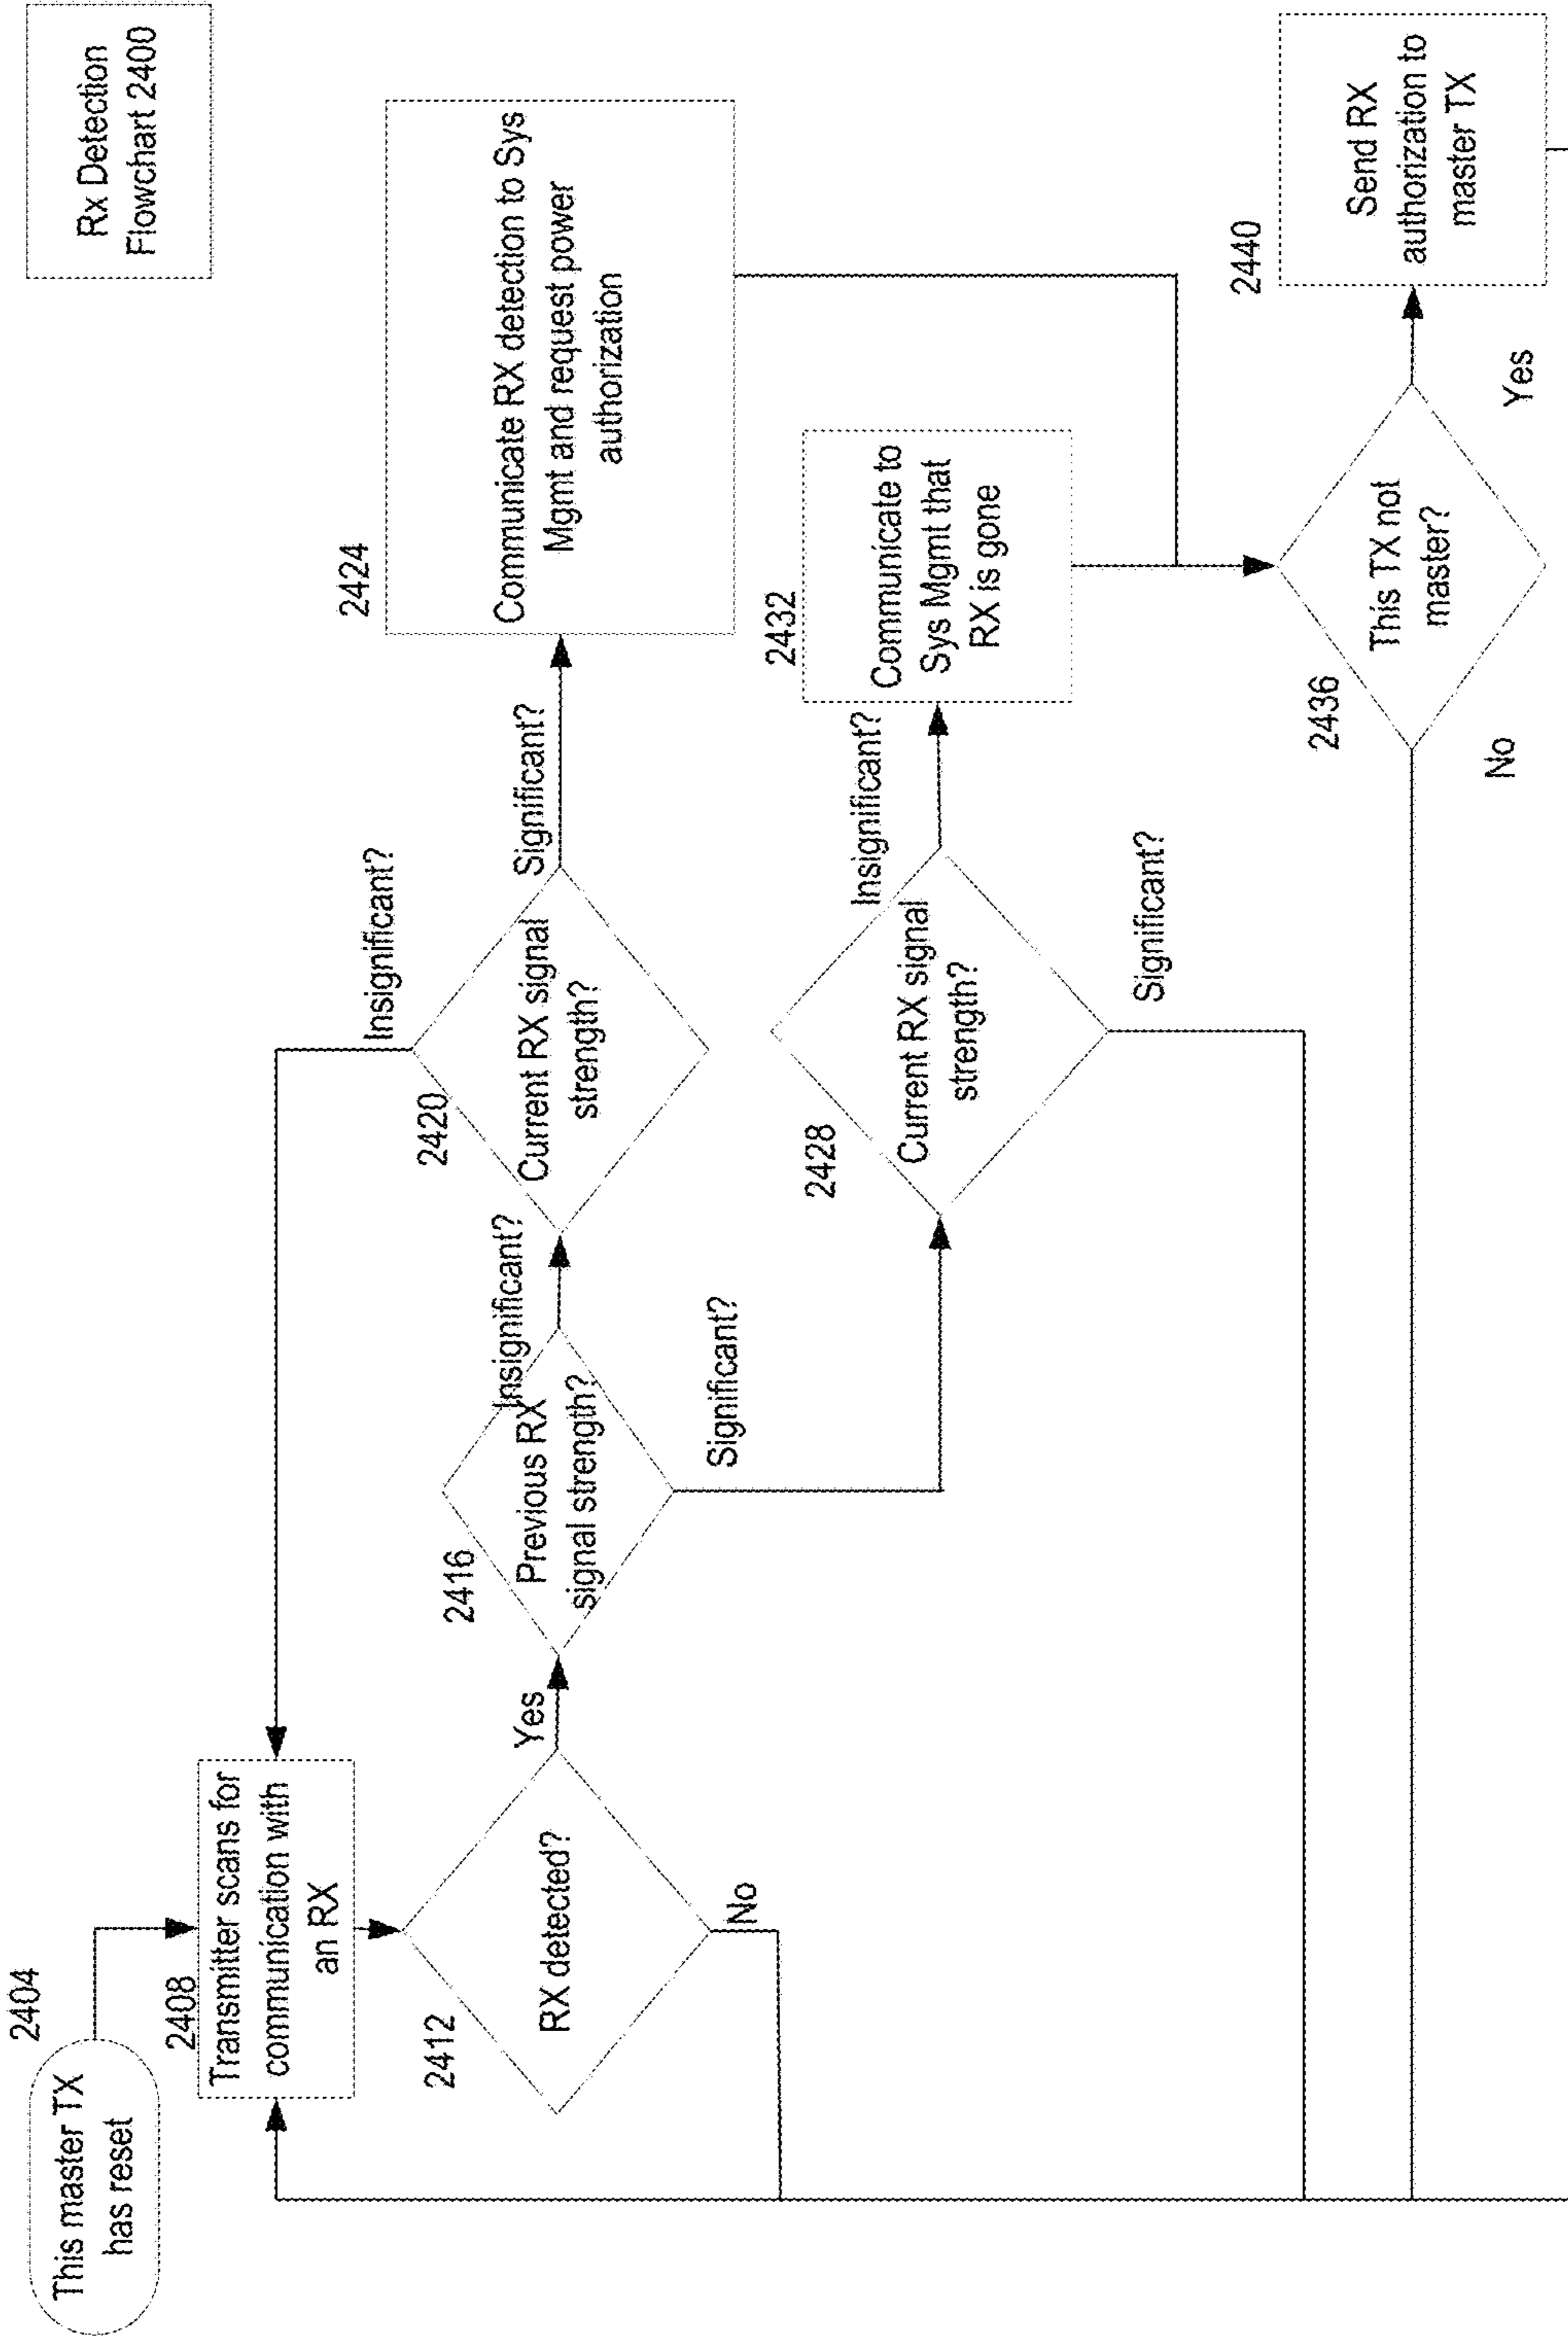 Rx Detection
Flowchart 2400
2404
This master TX
has reset
2408
Transmitter scans for
communication with
an RX
2412
RX detected?
Yes
No
2416
Previous RX
signal strength?
Insignificant?
Significant?
2420
Current RX signal
strength?
Insignificant?
Significant?
2424
Communicate RX detection to Sys
Mgmt and request power
authorization
2428
Current RX signal
strength?
Insignificant?
Significant?
2432
Communicate to
Sys Mgmt that
RX is gone
2436
This TX not
master?
No
Yes
2440
Send RX
authorization to
master TX